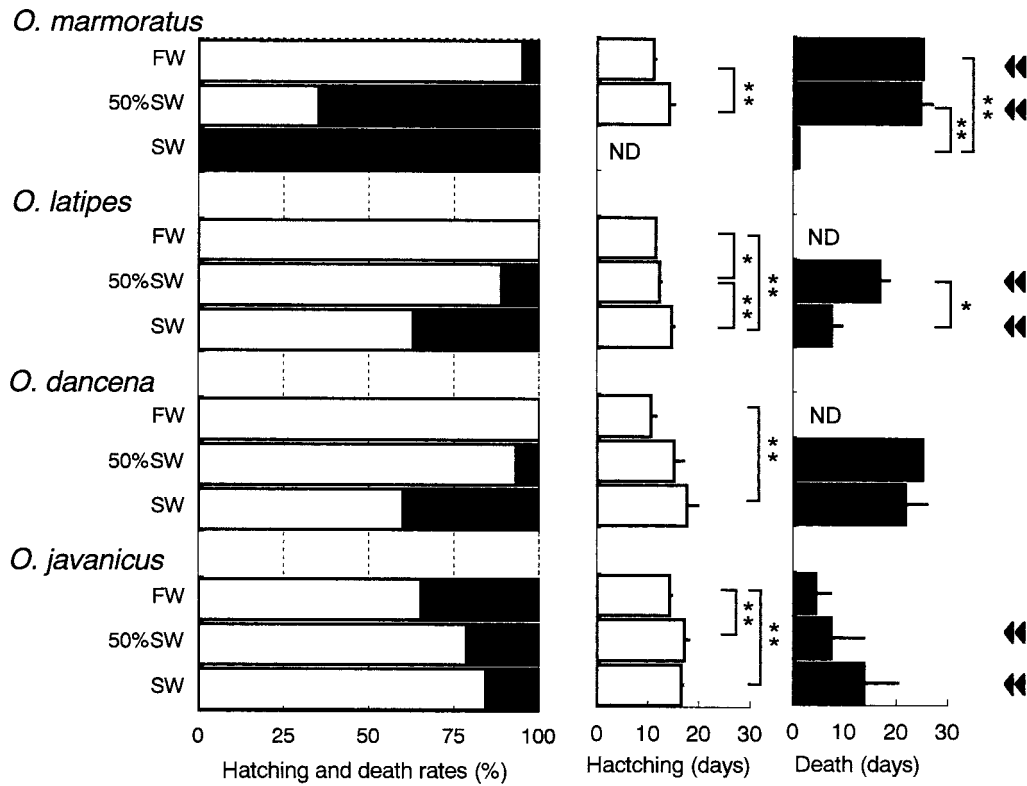 O. marmoratus
FW
50%SW
SW
ND
**
**
**
O. latipes
FW
50%SW
SW
*
**
**
ND
*
O. dancena
FW
50%SW
SW
**
ND
O. javanicus
FW
50%SW
SW
**
**
0 25 50 75 100
Hatching and death rates (%)
0 10 20 30
Hactching (days)
0 10 20 30
Death (days)